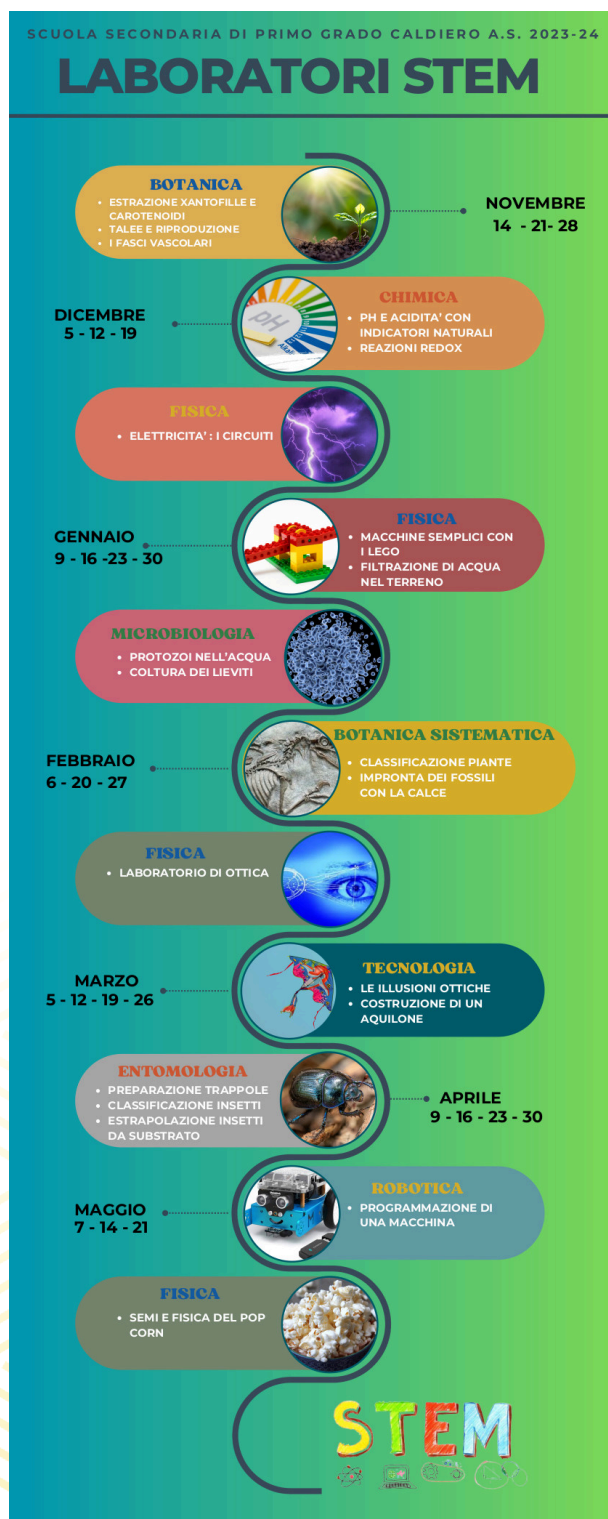 SCUOLA SECONDARIA DI PRIMO GRADO CALDIERO A.S. 2023-24
LABORATORI STEM
BOTANICA
• ESTRAZIONE XANTOFILLE E
CAROTENOIDI
• TALEE E RIPRODUZIONE
• I FASCI VASCOLARI
NOVEMBRE
14 - 21- 28
DICEMBRE
5 - 12 - 19
pH
CHIMICA
• PH E ACIDITA' CON
INDICATORI NATURALI
• REAZIONI REDOX
FISICA
• ELETTRICITA' : I CIRCUITI
GENNAIO
9 - 16 -23 - 30
FISICA
• MACCHINE SEMPLICI CON
I LEGO
• FILTRAZIONE DI ACQUA
NEL TERRENO
MICROBIOLOGIA
• PROTOZOI NELL'ACQUA
• COLTURA DEI LIEVITI
FEBBRAIO
6 - 20 - 27
BOTANICA SISTEMATICA
• CLASSIFICAZIONE PIANTE
• IMPRONTA DEI FOSSILI
CON LA CALCE
FISICA
• LABORATORIO DI OTTICA
MARZO
5 - 12 - 19 - 26
TECNOLOGIA
• LE ILLUSIONI OTTICHE
• COSTRUZIONE DI UN
AQUILONE
ENTOMOLOGIA
• PREPARAZIONE TRAPPOLE
• CLASSIFICAZIONE INSETTI
• ESTRAPOLAZIONE INSETTI
DA SUBSTRATO
APRILE
9 - 16 - 23 - 30
MAGGIO
7 - 14 - 21
ROBOTICA
• PROGRAMMAZIONE DI
UNA MACCHINA
FISICA
• SEMI E FISICA DEL POP
CORN
STEM